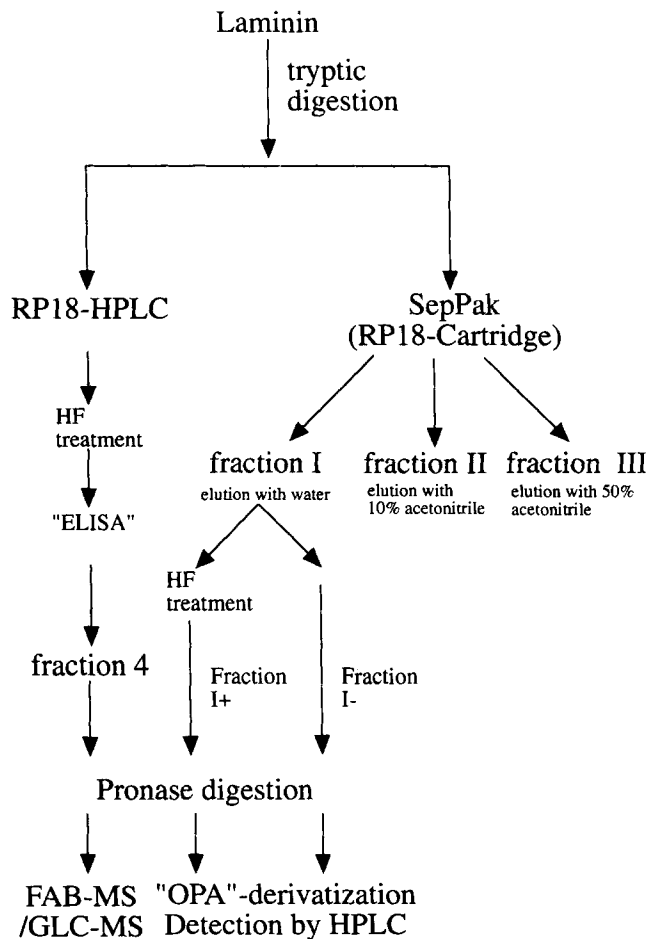 Laminin
tryptic
digestion
RP18-HPLC
SepPak
(RP18-Cartridge)
HF
treatment
fraction I
elution with water
fraction II
elution with
10% acetonitrile
fraction III
elution with 50%
acetonitrile
"ELISA"
HF
treatment
fraction 4
Fraction
I+
Fraction
I-
Pronase digestion
FAB-MS
/GLC-MS
"OPA"-derivatization
Detection by HPLC